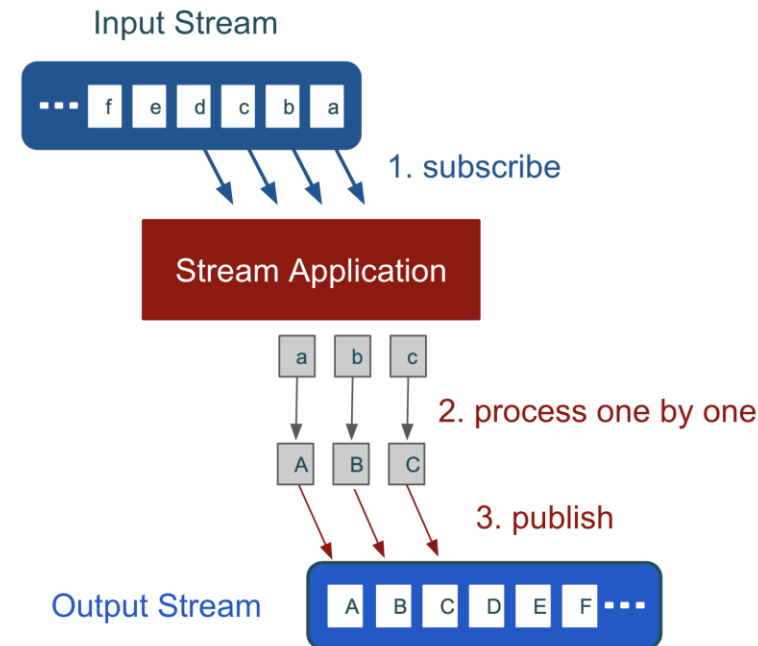 Input Stream
f e d c b a
1. subscribe
Stream Application
a b c
2. process one by one
A B C
3. publish
Output Stream
A B C D E F